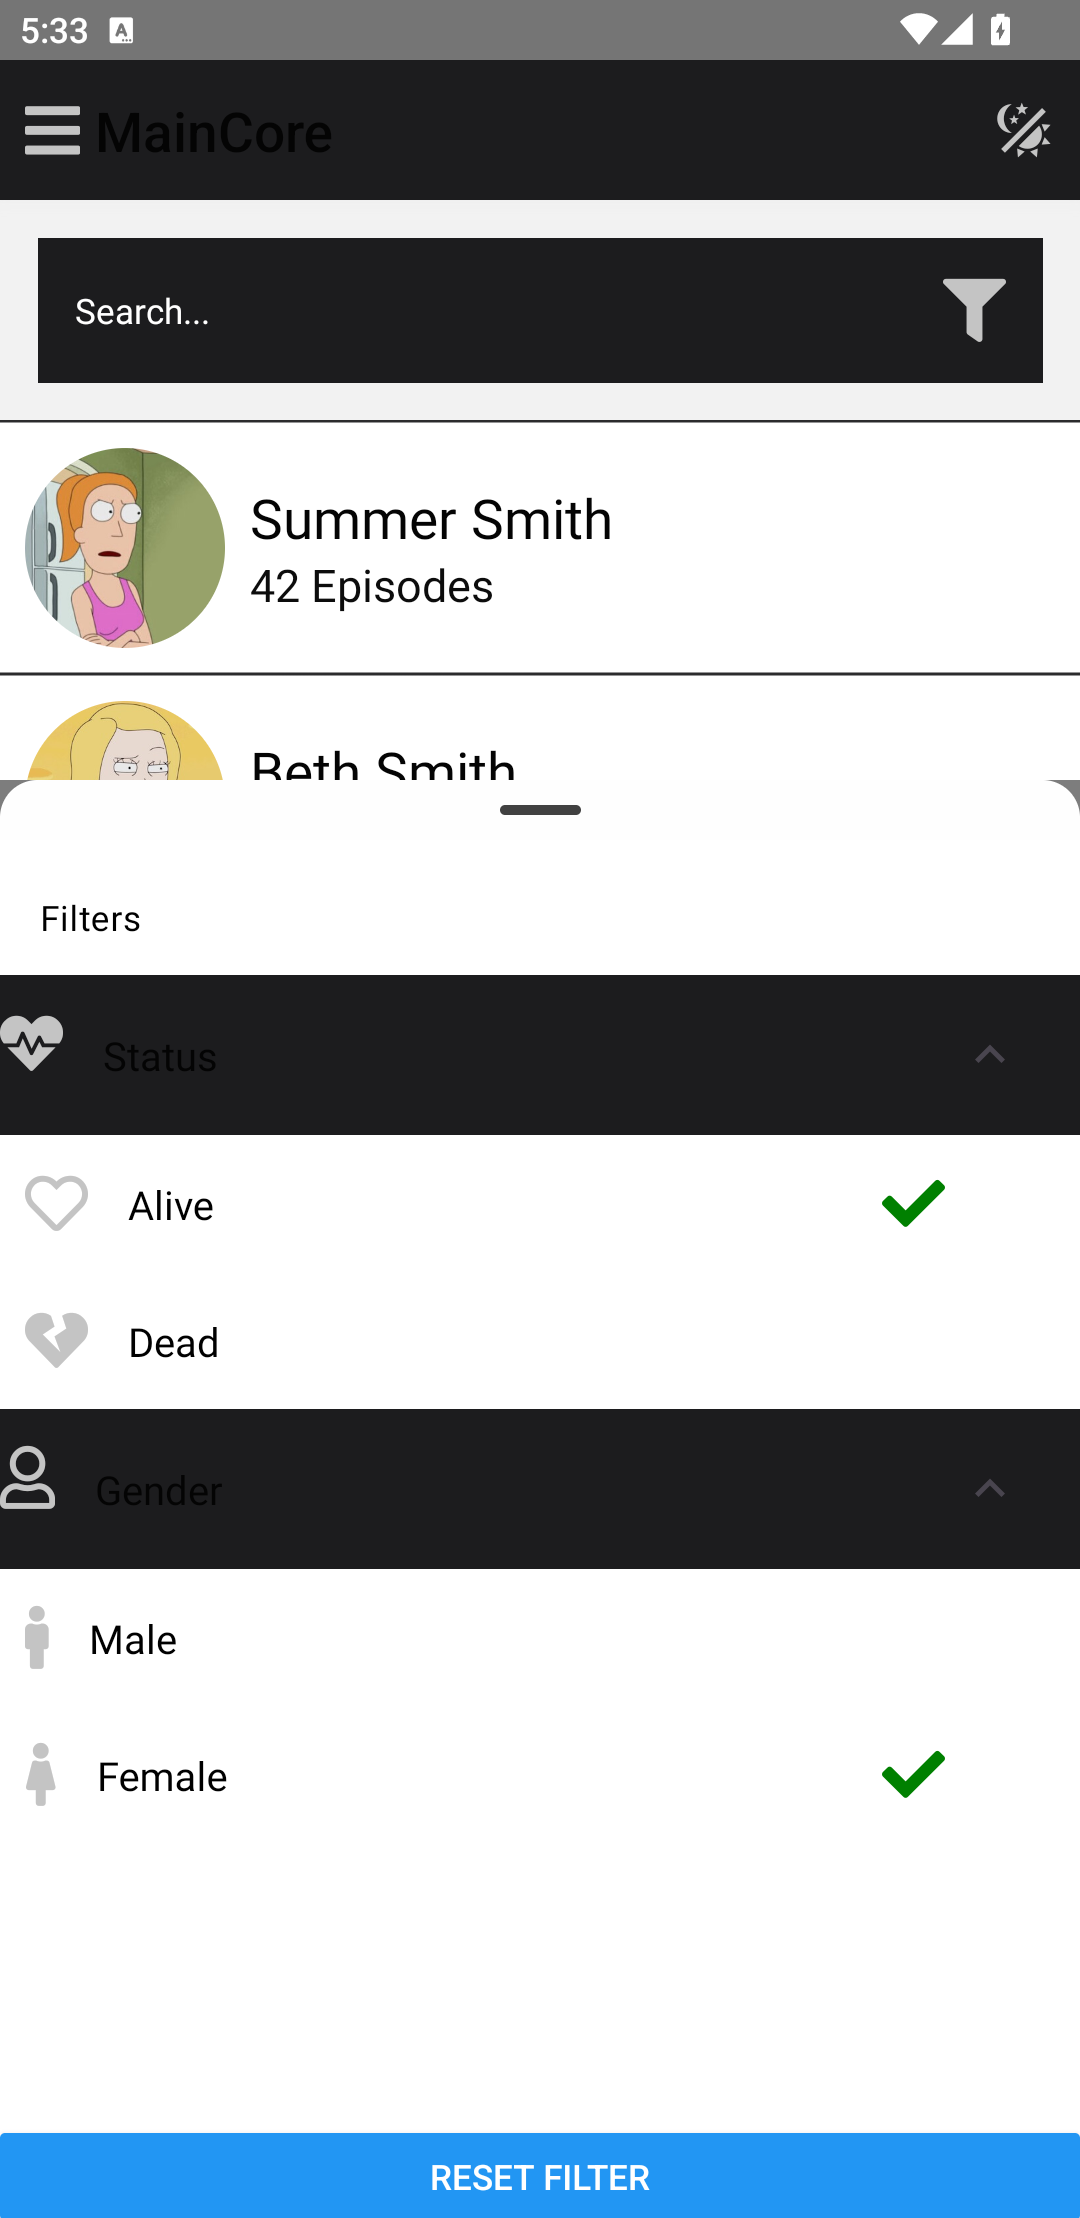 5:33
MainCore
Search...
Summer Smith
42 Episodes
Beth Smith
Filters
Status
Alive
Dead
Gender
Male
Female
RESET FILTER